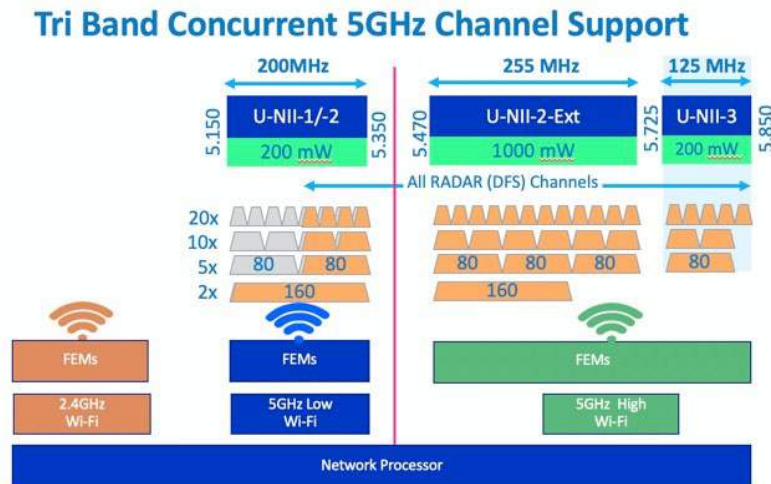 Tri Band Concurrent 5GHz Channel Support
200MHz
255 MHz
125 MHz
5.150
U-NII-1/-2
5.350
5.470
U-NII-2-Ext
5.725
U-NII-3
5.850
200 mW
1000 mW
200 mW
All RADAR (DFS) Channels
20x
10x
5x
80
80
80
80
80
80
2x
160
160
FEMs
FEMs
FEMs
2.4GHz
Wi-Fi
5GHz Low
Wi-Fi
5GHz High
Wi-Fi
Network Processor